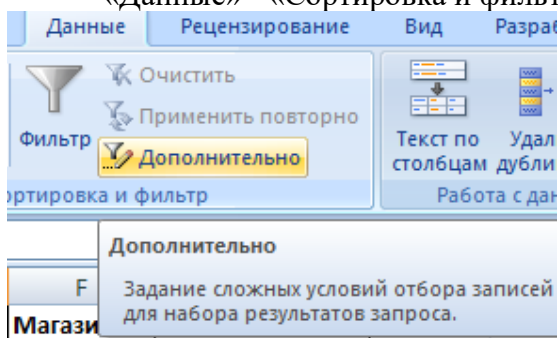 «Данные» «Сортировка и фильт
Данные Рецензирование Вид Разраб
Очистить
Применить повторно
Фильтр
Дополнительно
Текст по столбцам
Удал дубли
ортировка и фильтр
Работа с дан
Дополнительно
Задание сложных условий отбора записей
для набора результатов запроса.
F
Магази